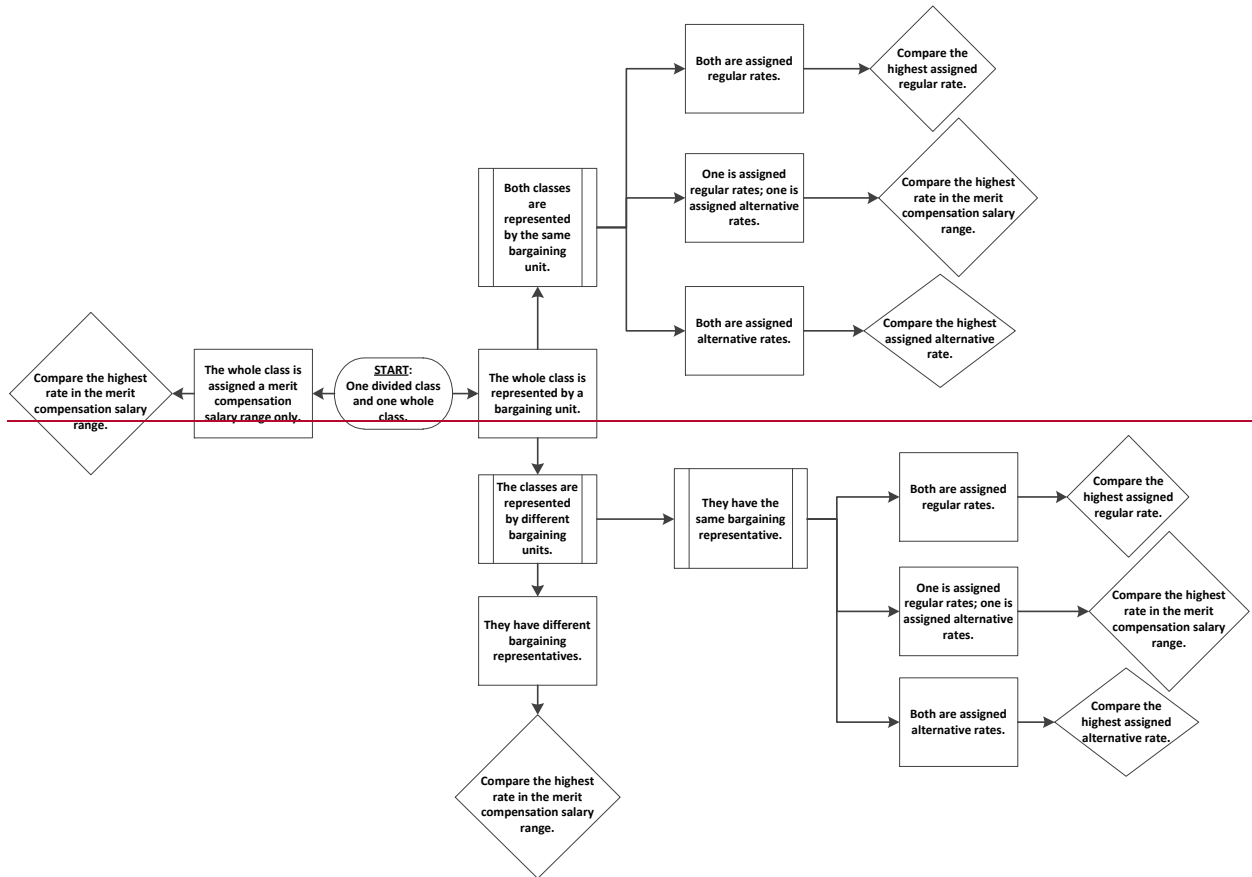 Both are assigned
regular rates.
Compare the
highest assigned
regular rate.
Both classes
are
represented
by the same
bargaining
unit.
One is assigned
regular rates; one is
assigned alternative
rates.
Compare the highest
rate in the merit
compensation salary
range.
Both are assigned
alternative rates.
Compare the highest
assigned alternative
rate.
Compare the highest
rate in the merit
compensation salary
range.
The whole class is
assigned a merit
compensation
salary range only.
START:
One divided class
and one whole
class.
The whole class is
represented by a
bargaining unit.
The classes are
represented
by different
bargaining
units.
They have the
same bargaining
representative.
Both are assigned
regular rates.
Compare the
highest assigned
regular rate.
One is assigned
regular rates; one is
assigned alternative
rates.
Compare the highest
rate in the merit
compensation salary
range.
Both are assigned
alternative rates.
Compare the
highest assigned
alternative rate.
They have different
bargaining
representatives.
Compare the highest
rate in the merit
compensation salary
range.